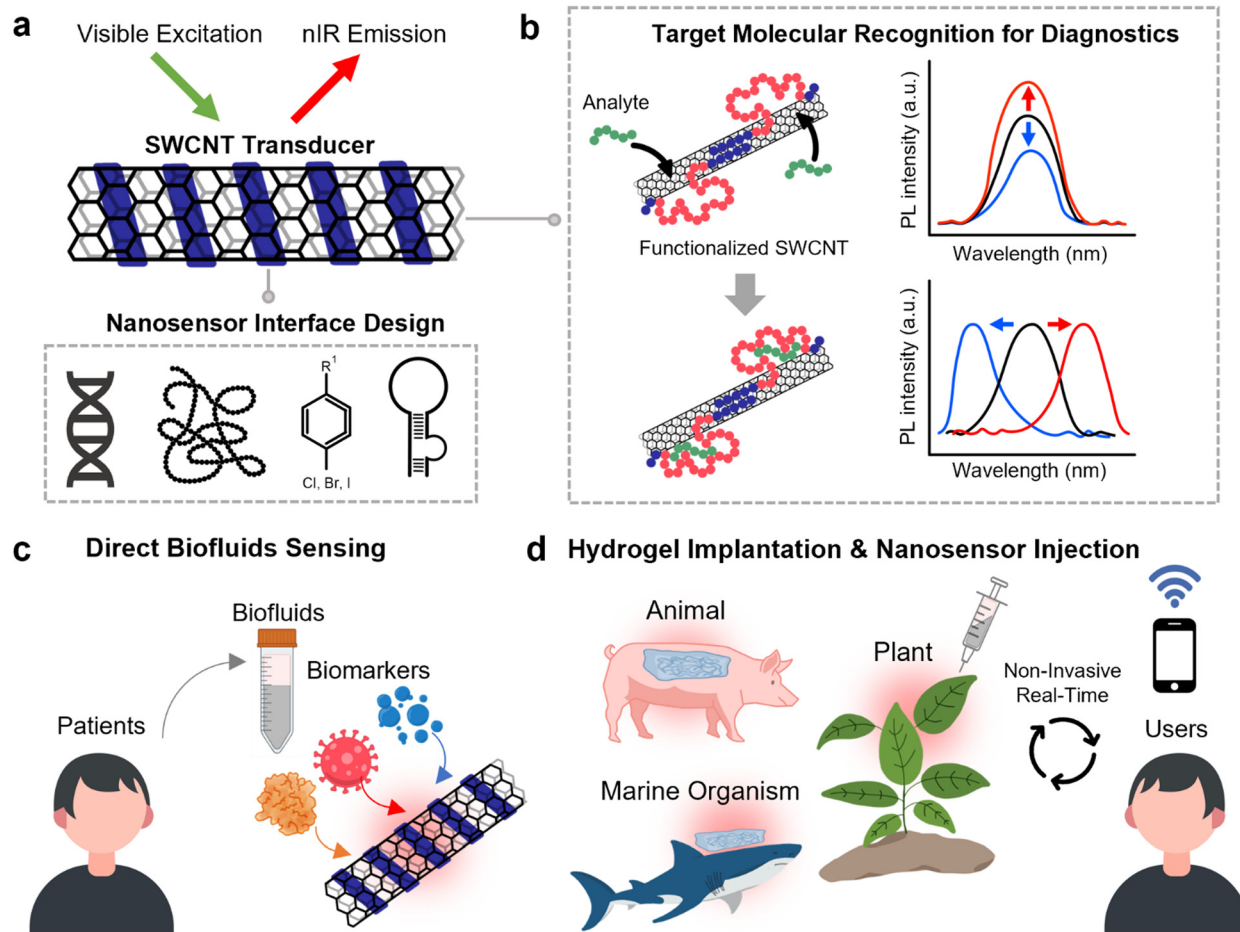 a
Visible Excitation
nIR Emission
SWCNT Transducer
Nanosensor Interface Design
R1
Cl, Br, I
b
Target Molecular Recognition for Diagnostics
Analyte
Functionalized SWCNT
PL intensity (a.u.)
Wavelength (nm)
PL intensity (a.u.)
Wavelength (nm)
c
Direct Biofluids Sensing
Biofluids
Biomarkers
Patients
d
Hydrogel Implantation & Nanosensor Injection
Animal
Marine Organism
Plant
Non-Invasive
Real-Time
Users